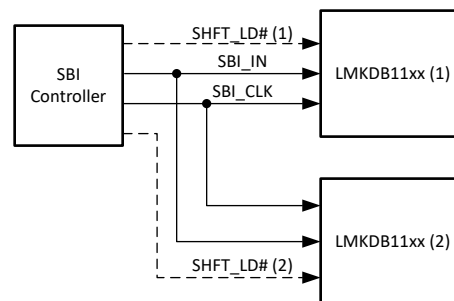 SHFT_LD# (1)
SBI_IN
SBI_CLK
SBI
Controller
LMKDB11xx (1)
LMKDB11xx (2)
SHFT_LD# (2)